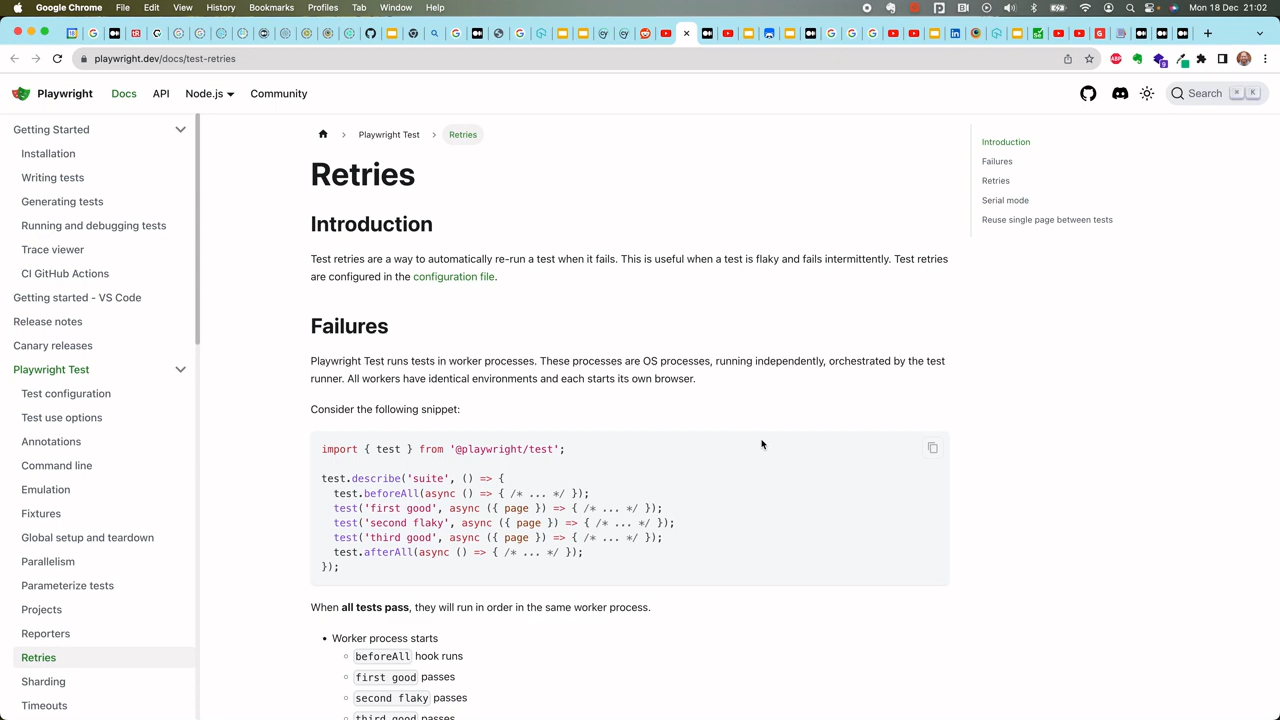 Google Chrome File Edit View History Bookmarks Profiles Tab Window Help Mon 18 Dec 21:02
playwright.dev/docs/test-retries
Playwright Docs API Node.js Community Search ⌘ K
Getting Started
Installation
Writing tests
Generating tests
Running and debugging tests
Trace viewer
CI GitHub Actions
Getting started - VS Code
Release notes
Canary releases
Playwright Test
Test configuration
Test use options
Annotations
Command line
Emulation
Fixtures
Global setup and teardown
Parallelism
Parameterize tests
Projects
Reporters
Retries
Sharding
Timeouts
Playwright Test Retries
Retries
Introduction
Test retries are a way to automatically re-run a test when it fails. This is useful when a test is flaky and fails intermittently. Test retries
are configured in the configuration file.
Failures
Playwright Test runs tests in worker processes. These processes are OS processes, running independently, orchestrated by the test
runner. All workers have identical environments and each starts its own browser.
Consider the following snippet:
import { test } from '@playwright/test';
test.describe('suite', () => {
test.beforeAll(async () => { /* ... */ });
test('first good', async ({ page }) => { /* ... */ });
test('second flaky', async ({ page }) => { /* ... */ });
test('third good', async ({ page }) => { /* ... */ });
test.afterAll(async () => { /* ... */ });
});
When all tests pass, they will run in order in the same worker process.
• Worker process starts
◦ beforeAll hook runs
◦ first good passes
◦ second flaky passes
◦ third good passes
Introduction
Failures
Retries
Serial mode
Reuse single page between tests